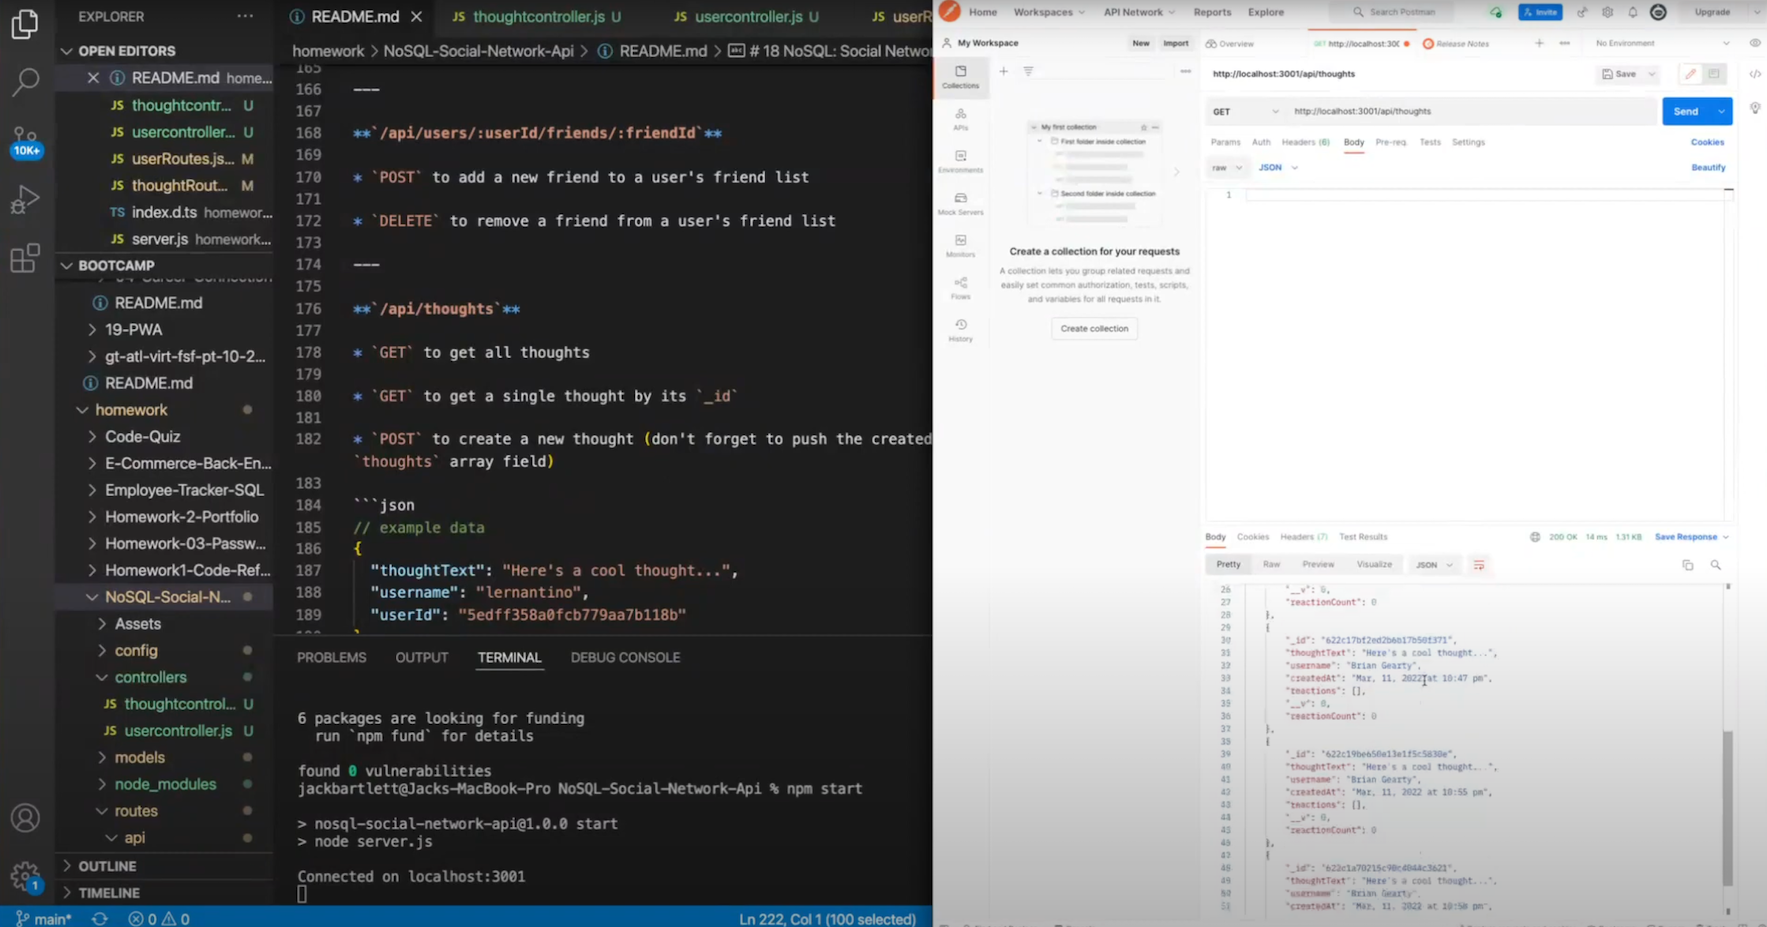 EXPLORER
OPEN EDITORS
README.md home...
JS thoughtcontr... U
JS usercontroller... U
userRoutes.js... M
thoughtRout... M
TS index.d.ts homewor...
JS server.js homework...
BOOTCAMP
README.md
19-PWA
gt-atl-virt-fsf-pt-10-2...
README.md
homework
Code-Quiz
E-Commerce-Back-En...
Employee-Tracker-SQL
Homework-2-Portfolio
Homework-03-Passw...
Homework1-Code-Ref...
NoSQL-Social-N...
Assets
config
controllers
JS thoughtcontrol... U
JS usercontroller.js U
models
node_modules
routes
api
OUTLINE
TIMELINE
10K+
1
main*
0 0
Ln 222, Col 1 (100 selected)
README.md
JS thoughtcontroller.js U
JS usercontroller.js U
JS userR
homework > NoSQL-Social-Network-Api > README.md > # 18 NoSQL: Social Netwo
165
166 ---
167
168 **`/api/users/:userId/friends/:friendId`**
169
170 * `POST` to add a new friend to a user's friend list
171
172 * `DELETE` to remove a friend from a user's friend list
173
174 ---
175
176 **`/api/thoughts`**
177
178 * `GET` to get all thoughts
179
180 * `GET` to get a single thought by its `_id`
181
182 * `POST` to create a new thought (don't forget to push the created
`thoughts` array field)
183
184 ```json
185 // example data
186 {
187 "thoughtText": "Here's a cool thought...",
188 "username": "lernantino",
189 "userId": "5edff358a0fcb779aa7b118b"
PROBLEMS OUTPUT TERMINAL DEBUG CONSOLE
6 packages are looking for funding
run `npm fund` for details
found 0 vulnerabilities
jackbartlett@Jacks-MacBook-Pro NoSQL-Social-Network-Api % npm start
> nosql-social-network-api@1.0.0 start
> node server.js
Connected on localhost:3001
Home Workspaces API Network Reports Explore
Search Postman
Invite
Upgrade
My Workspace
New Import
Overview
GET http://localhost:300
Release Notes
No Environment
Collections
APIs
Environments
Mock Servers
Monitors
Flows
History
My first collection
First folder inside collection
Second folder inside collection
Create a collection for your requests
A collection lets you group related requests and
easily set common authorization, tests, scripts,
and variables for all requests in it.
Create collection
http://localhost:3001/api/thoughts
Save
GET http://localhost:3001/api/thoughts
Send
Params Auth Headers (6) Body Pre-req. Tests Settings
Cookies
raw JSON
Beautify
1
Body Cookies Headers (7) Test Results
200 OK 14 ms 1.31 KB Save Response
Pretty Raw Preview Visualize JSON
26 "__v": 0,
27 "reactionCount": 0
28 },
29 {
30 "_id": "622c17bf2ed2b6b17b50f371",
31 "thoughtText": "Here's a cool thought...",
32 "username": "Brian Gearty",
33 "createdAt": "Mar, 11, 2022 at 10:47 pm",
34 "reactions": [],
35 "__v": 0,
36 "reactionCount": 0
37 },
38 {
39
40 "thoughtText": "Here's a cool thought...",
41 "username": "Brian Gearty",
42 "createdAt": "Mar, 11, 2022 at 10:55 pm",
43 "reactions": [],
44 "__v": 0,
45 "reactionCount": 0
46 },
47 {
48
49 "thoughtText": "Here's a cool thought...",
50 "username": "Brian Gearty",
51 "createdAt": "Mar, 11, 2022